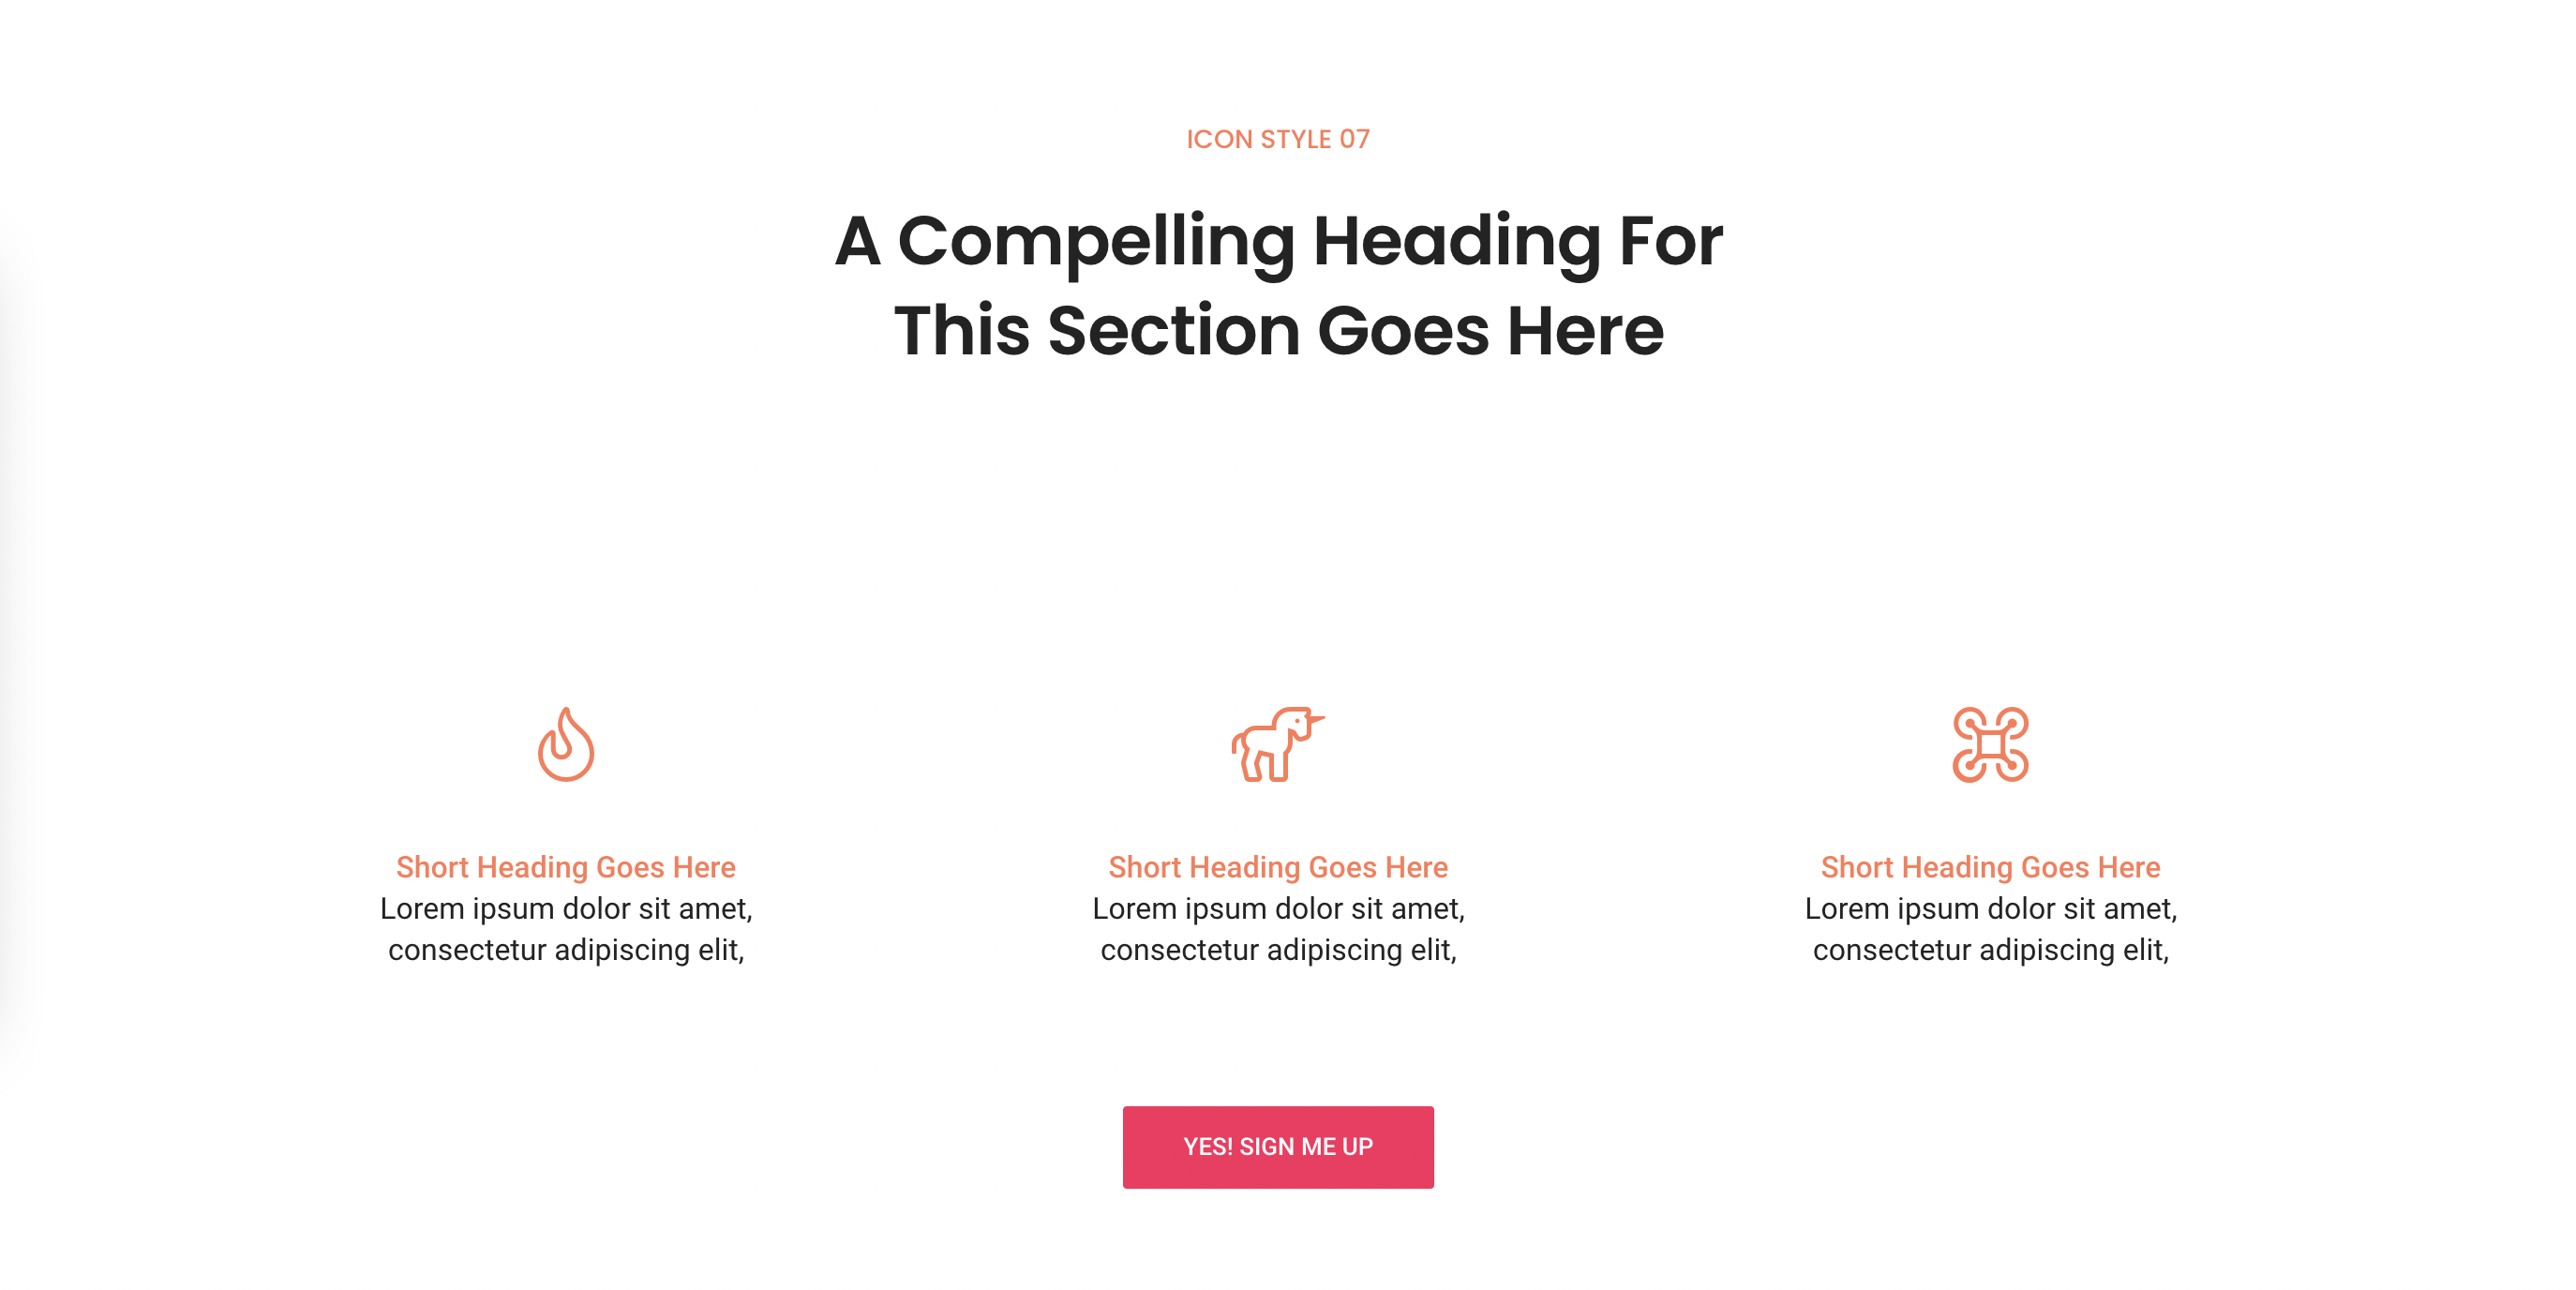 ICON STYLE 07
A Compelling Heading For
This Section Goes Here
Short Heading Goes Here
Lorem ipsum dolor sit amet,
consectetur adipiscing elit,
Short Heading Goes Here
Lorem ipsum dolor sit amet,
consectetur adipiscing elit,
Short Heading Goes Here
Lorem ipsum dolor sit amet,
consectetur adipiscing elit,
YES! SIGN ME UP